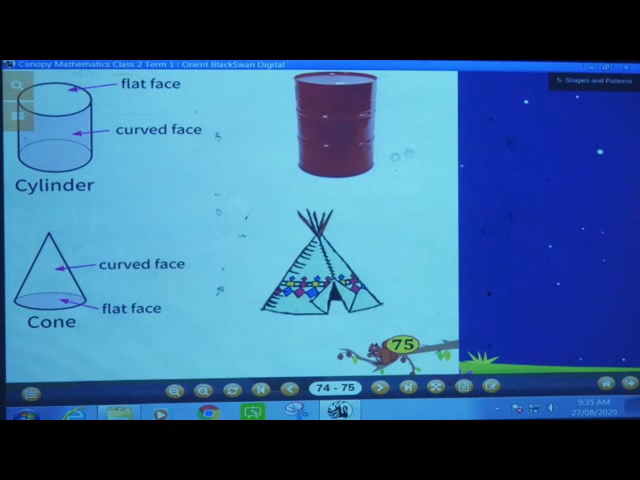 Canopy Mathematics Class 2 Term 1 : Orient BlackSwan Digital
5. Shapes and Patterns
flat face
curved face
Cylinder
curved face
flat face
Cone
75
74 - 75
9:35 AM
27/08/2020